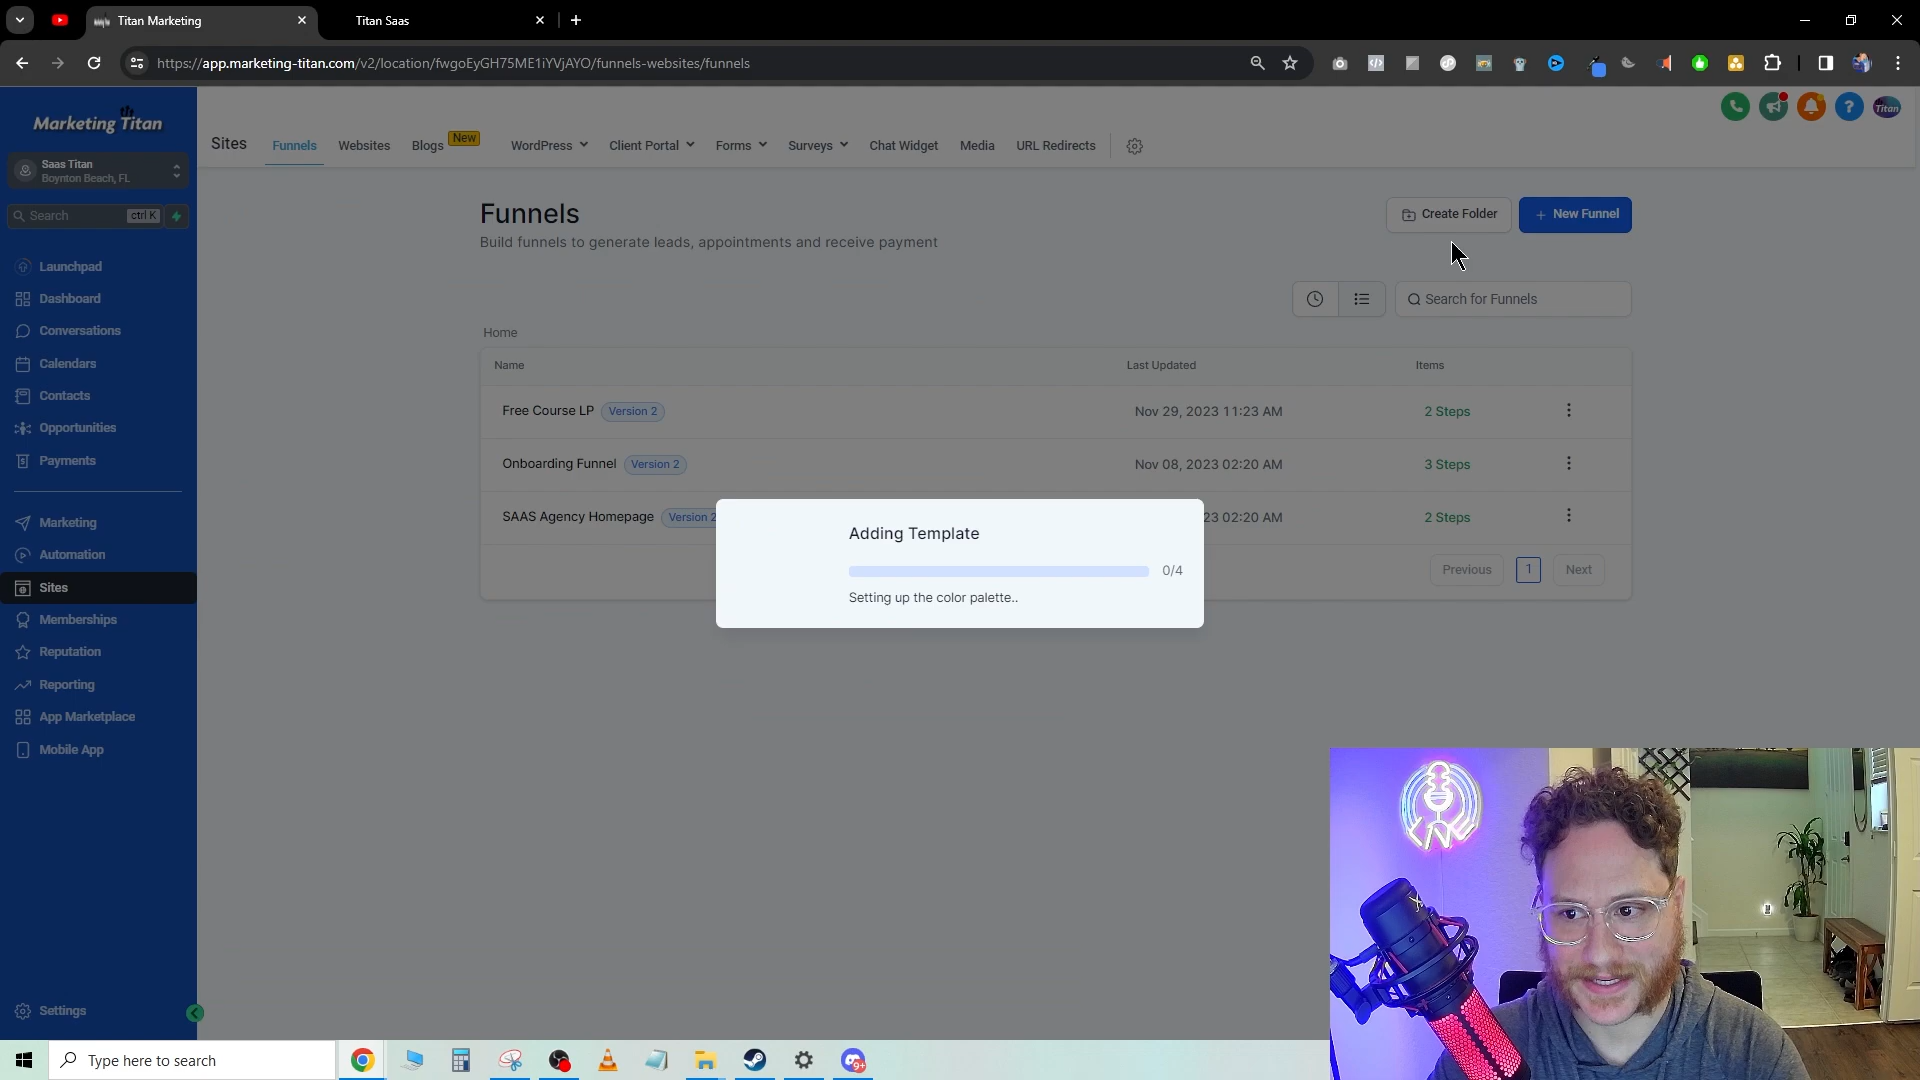 Titan Marketing
Titan Saas
https://app.marketing-titan.com/v2/location/fwgoEyGH75ME1iYVjAYO/funnels-websites/funnels
Marketing Titan
Saas Titan
Boynton Beach, FL
Search
ctrl K
Launchpad
Dashboard
Conversations
Calendars
Contacts
Opportunities
Payments
Marketing
Automation
Sites
Memberships
Reputation
Reporting
App Marketplace
Mobile App
Settings
Sites
Funnels
Websites
Blogs
New
WordPress
Client Portal
Forms
Surveys
Chat Widget
Media
URL Redirects
Titan
Funnels
Build funnels to generate leads, appointments and receive payment
Create Folder
+ New Funnel
Search for Funnels
Home
Name
Last Updated
Items
Free Course LP
Version 2
Nov 29, 2023 11:23 AM
2 Steps
Onboarding Funnel
Version 2
Nov 08, 2023 02:20 AM
3 Steps
SAAS Agency Homepage
Version 2
23 02:20 AM
2 Steps
Previous
1
Next
Adding Template
0/4
Setting up the color palette..
Type here to search
9+